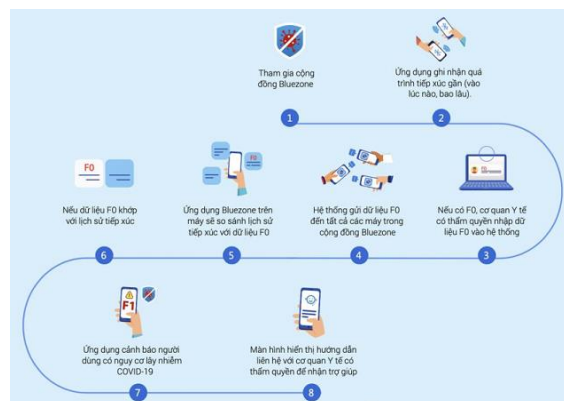 Tham gia cộng
đồng Bluezone
1
Ứng dụng ghi nhận quá
trình tiếp xúc gần (vào
lúc nào, bao lâu).
2
F0
Nếu có F0, cơ quan Y tế
có thẩm quyền nhập dữ
liệu F0 vào hệ thống
3
Hệ thống gửi dữ liệu F0
đến tất cả các máy trong
cộng đồng Bluezone
4
F0
Ứng dụng Bluezone trên
máy sẽ so sánh lịch sử
tiếp xúc với dữ liệu F0
5
F0
Nếu dữ liệu F0 khớp
với lịch sử tiếp xúc
6
F1
Ứng dụng cảnh báo người
dùng có nguy cơ lây nhiễm
COVID-19
7
Màn hình hiển thị hướng dẫn
liên hệ với cơ quan Y tế có
thẩm quyền để nhận trợ giúp
8